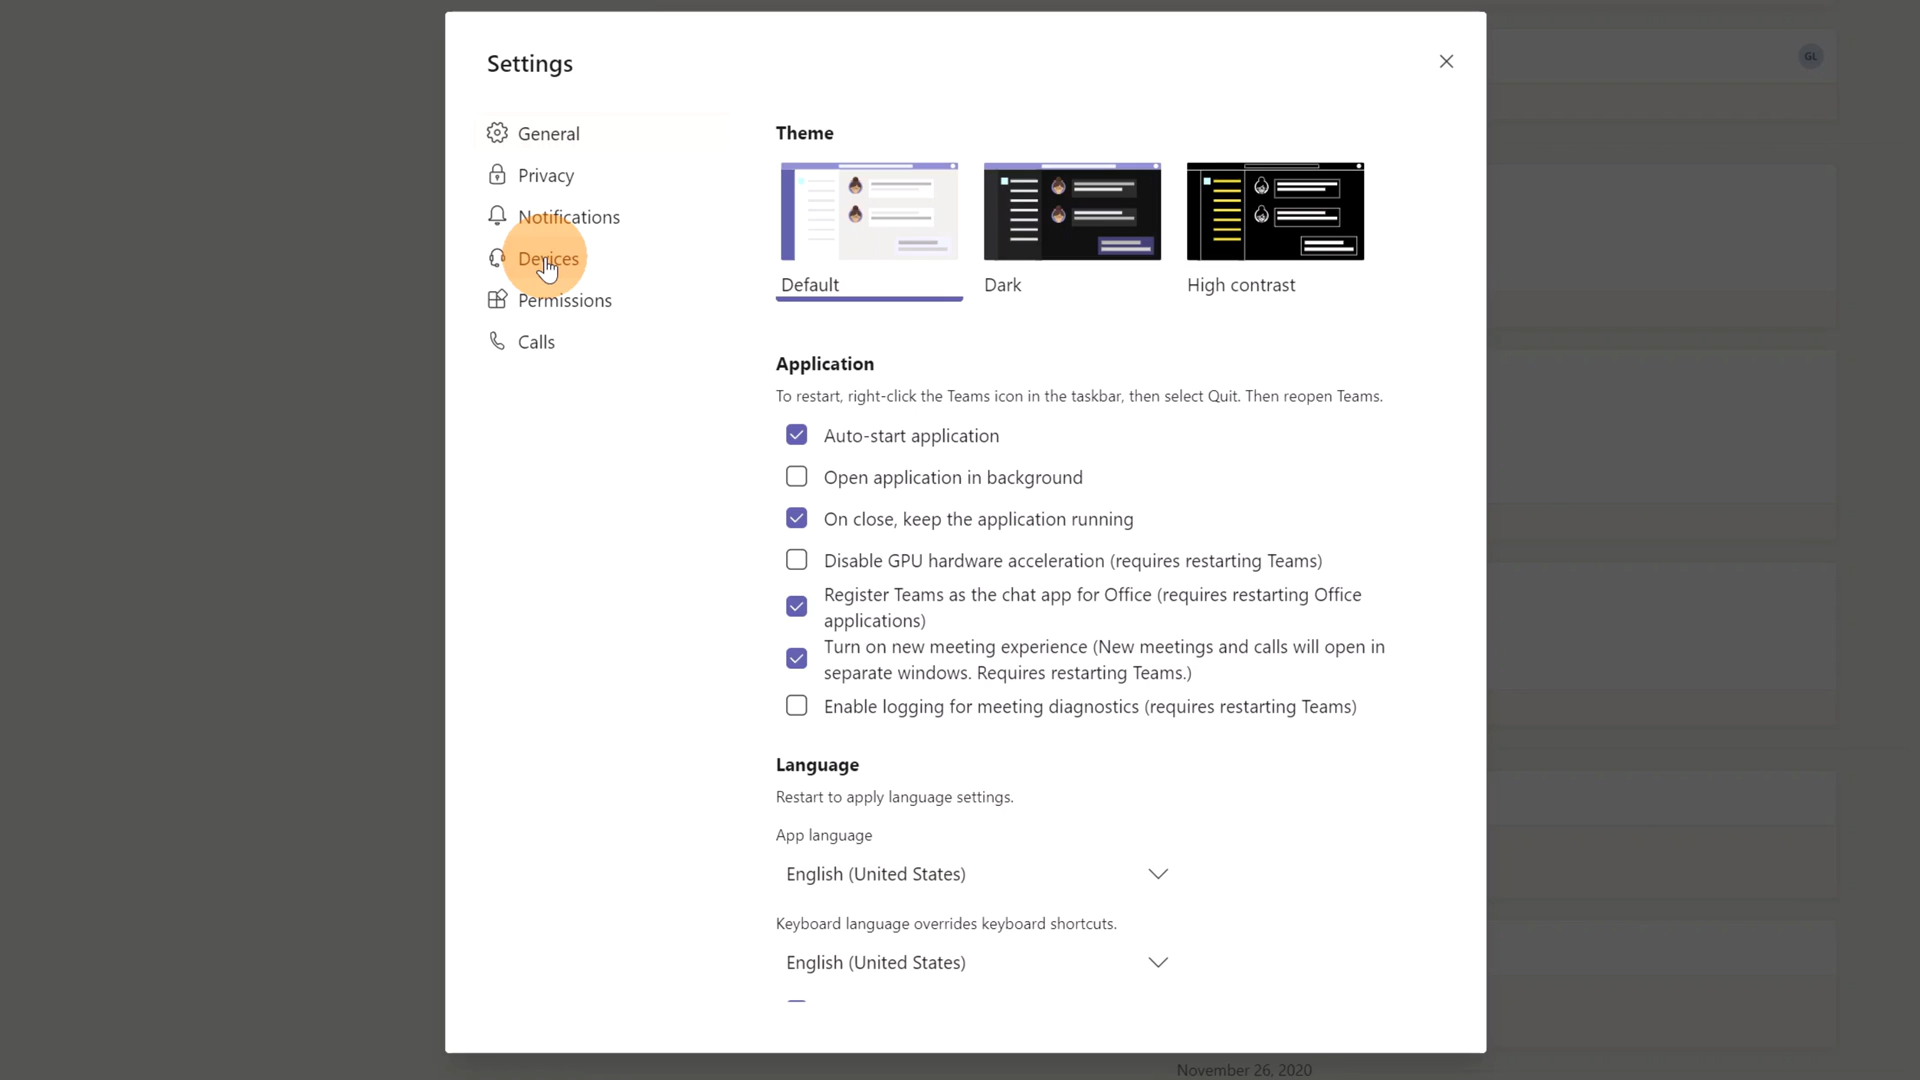 Settings
GL
General
Privacy
Notifications
Devices
Permissions
Calls
Theme
Default
Dark
High contrast
Application
To restart, right-click the Teams icon in the taskbar, then select Quit. Then reopen Teams.
Auto-start application
Open application in background
On close, keep the application running
Disable GPU hardware acceleration (requires restarting Teams)
Register Teams as the chat app for Office (requires restarting Office
applications)
Turn on new meeting experience (New meetings and calls will open in
separate windows. Requires restarting Teams.)
Enable logging for meeting diagnostics (requires restarting Teams)
Language
Restart to apply language settings.
App language
English (United States)
Keyboard language overrides keyboard shortcuts.
English (United States)
November 26, 2020